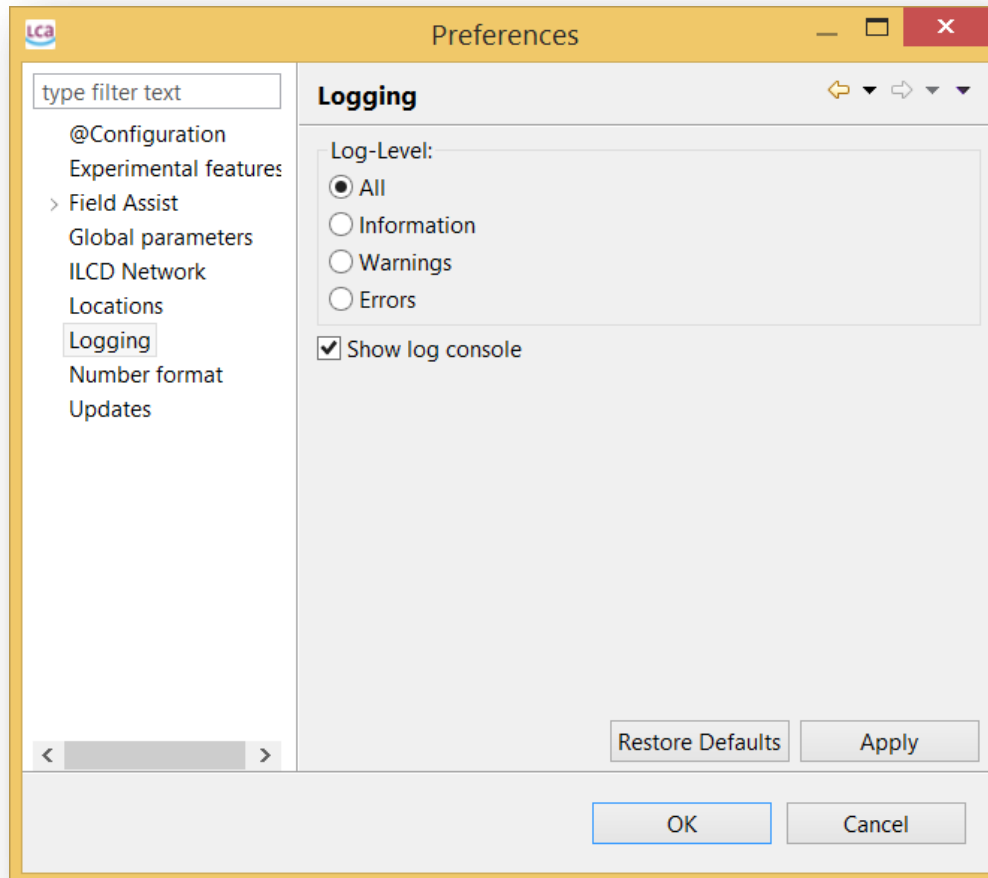 LCA
Preferences
type filter text
@Configuration
Experimental features
Field Assist
Global parameters
ILCD Network
Locations
Logging
Number format
Updates
Logging
Log-Level:
All
Information
Warnings
Errors
Show log console
Restore Defaults
Apply
OK
Cancel